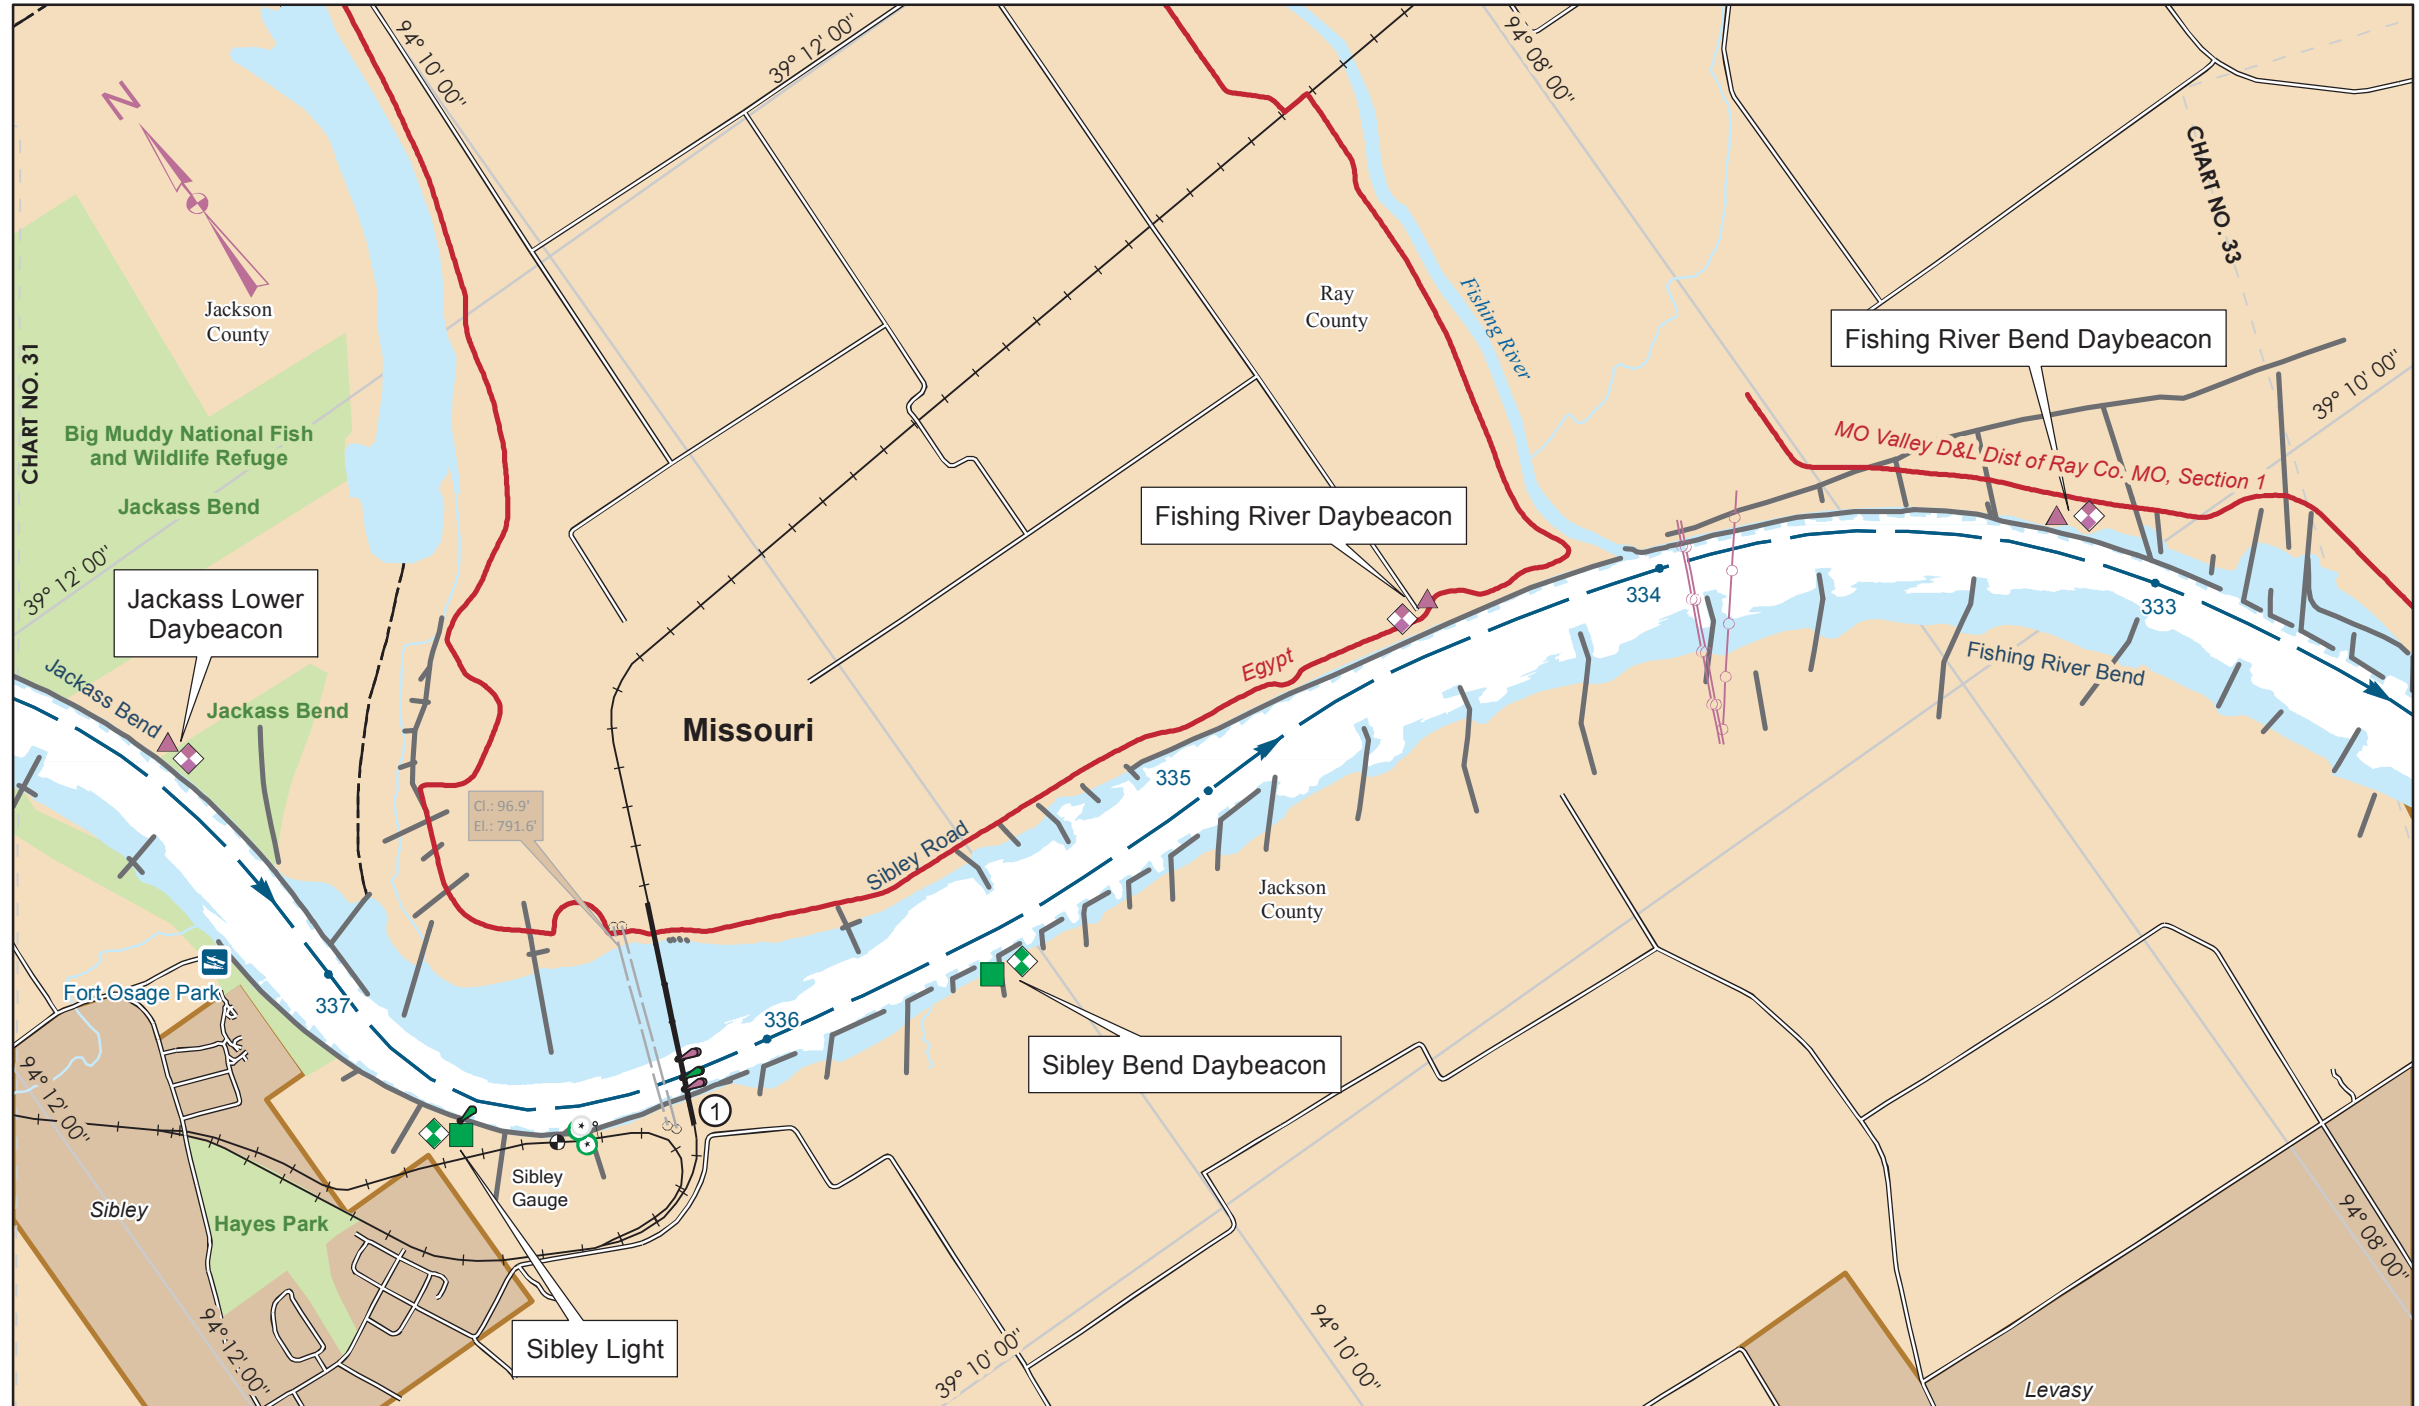 94° 10' 00"
39° 12' 00"
94° 08' 00"
N
CHART NO. 33
Jackson
County
Ray
County
Fishing River
Fishing River Bend Daybeacon
CHART NO. 31
39° 10' 00"
Big Muddy National Fish
and Wildlife Refuge
Jackass Bend
MO Valley D&L Dist of Ray Co. MO, Section 1
Fishing River Daybeacon
39° 12' 00"
Jackass Lower
Daybeacon
334
333
Egypt
Fishing River Bend
Jackass Bend
Jackass Bend
Missouri
335
Cl.: 96.9'
El.: 791.6'
Sibley Road
Jackson
County
Fort Osage Park
337
336
Sibley Bend Daybeacon
94° 12' 00"
1
Sibley
Gauge
Sibley
Hayes Park
94° 08' 00"
Sibley Light
94° 12' 00"
39° 10' 00"
94° 10' 00"
Levasy